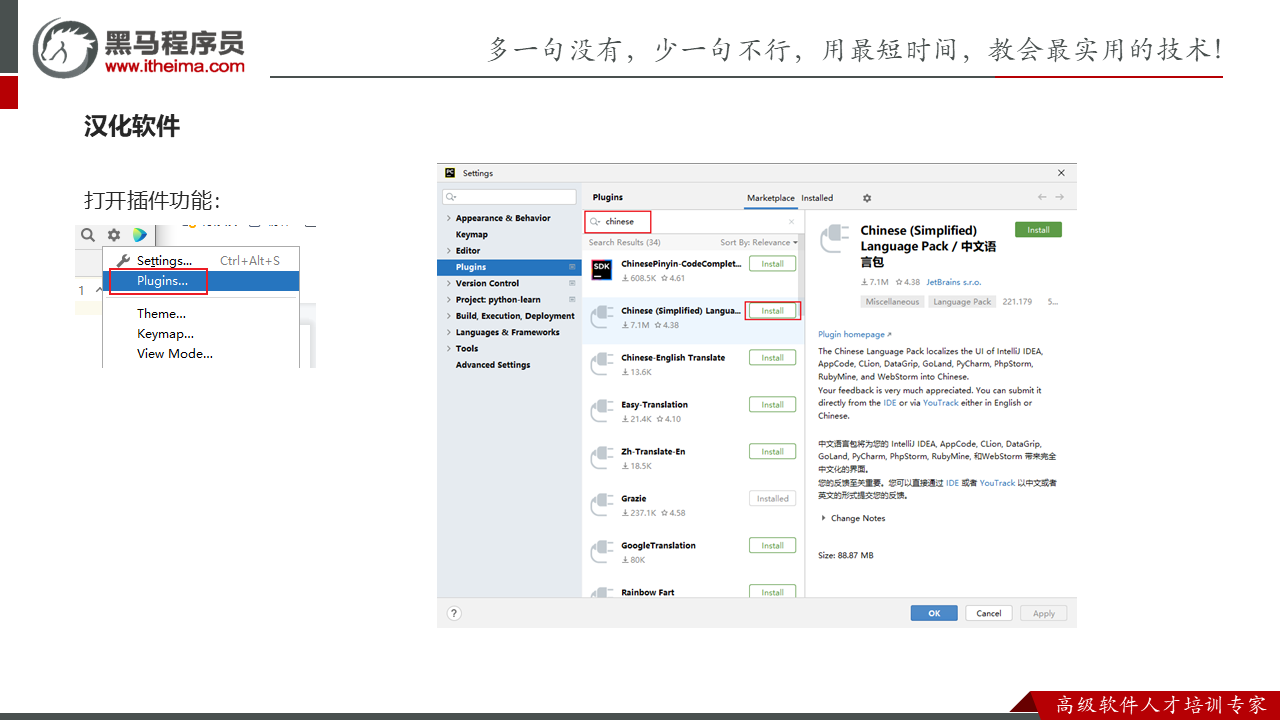 黑马程序员
www.itheima.com
多一句没有，少一句不行，用最短时间，教会最实用的技术！
汉化软件
打开插件功能：
Settings... Ctrl+Alt+S
Plugins...
1
Theme...
Keymap...
View Mode...
PC Settings
Appearance & Behavior
Keymap
Editor
Plugins
Version Control
Project: python-learn
Build, Execution, Deployment
Languages & Frameworks
Tools
Advanced Settings
Plugins Marketplace Installed
chinese
Search Results (34) Sort By: Relevance
SDK ChinesePinyin-CodeComplet... Install
608.5K 4.61
Chinese (Simplified) Langua... Install
7.1M 4.38
Chinese-English Translate Install
13.6K
Easy-Translation Install
21.4K 4.10
Zh-Translate-En Install
18.5K
Grazie Installed
237.1K 4.58
GoogleTranslation Install
80K
Rainbow Fart Install
Chinese (Simplified) Install
Language Pack / 中文语
言包
7.1M 4.38 JetBrains s.r.o.
Miscellaneous Language Pack 221.179 5...
Plugin homepage
The Chinese Language Pack localizes the UI of IntelliJ IDEA,
AppCode, CLion, DataGrip, GoLand, PyCharm, PhpStorm,
RubyMine, and WebStorm into Chinese.
Your feedback is very much appreciated. You can submit it
directly from the IDE or via YouTrack either in English or
Chinese.
中文语言包将为您的 IntelliJ IDEA, AppCode, CLion, DataGrip,
GoLand, PyCharm, PhpStorm, RubyMine, 和WebStorm 带来完全
中文化的界面。
您的反馈至关重要。您可以直接通过 IDE 或者 YouTrack 以中文或者
英文的形式提交您的反馈。
Change Notes
Size: 88.87 MB
? OK Cancel Apply
高级软件人才培训专家